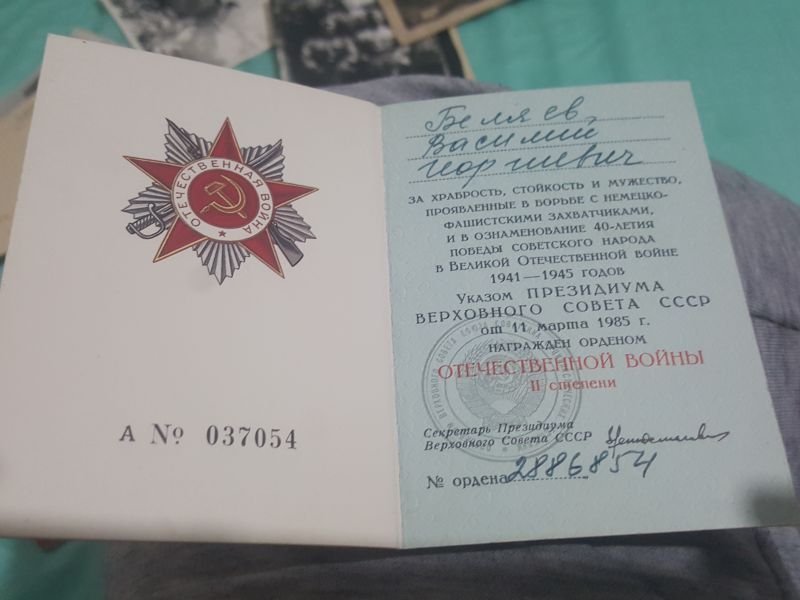 ОТЕЧЕСТВЕННАЯ ВОЙНА
А № 037054
Беляев
Василий
Георгиевич
ЗА ХРАБРОСТЬ, СТОЙКОСТЬ И МУЖЕСТВО,
ПРОЯВЛЕННЫЕ В БОРЬБЕ С НЕМЕЦКО-
ФАШИСТСКИМИ ЗАХВАТЧИКАМИ,
И В ОЗНАМЕНОВАНИЕ 40-ЛЕТИЯ
ПОБЕДЫ СОВЕТСКОГО НАРОДА
В ВЕЛИКОЙ ОТЕЧЕСТВЕННОЙ ВОЙНЕ
1941—1945 ГОДОВ
УКАЗОМ ПРЕЗИДИУМА
ВЕРХОВНОГО СОВЕТА СССР
от 11 марта 1985 г.
НАГРАЖДЁН ОРДЕНОМ
ОТЕЧЕСТВЕННОЙ ВОЙНЫ
II степени
Секретарь Президиума
Верховного Совета СССР
№ ордена 2886854